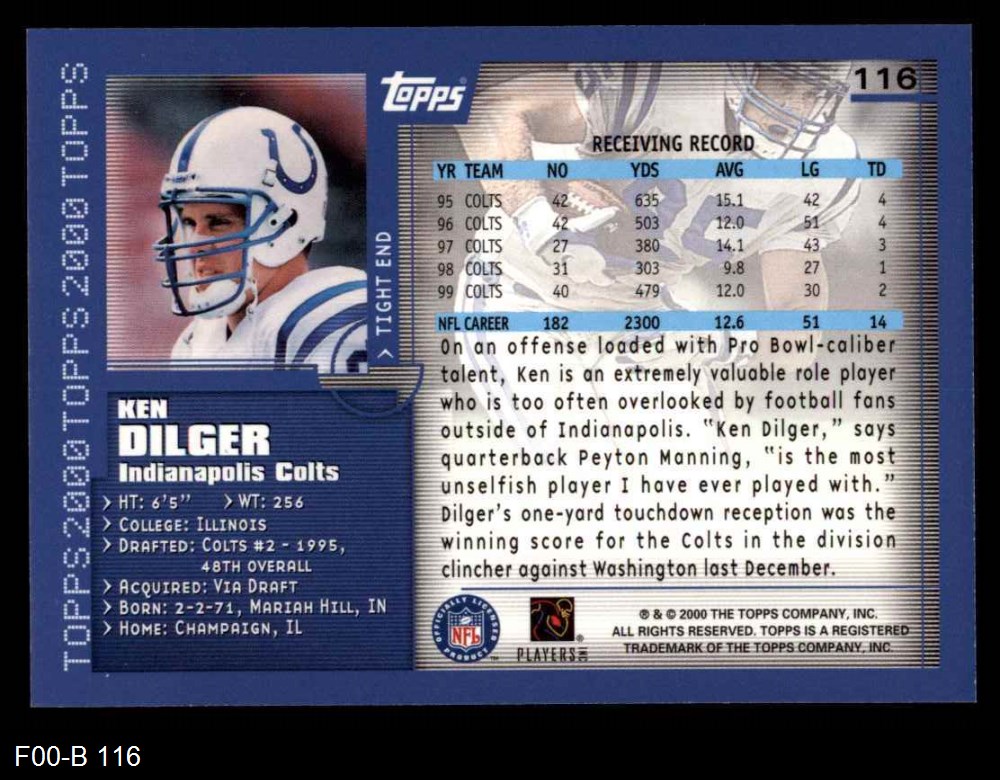 TOPPS 2000 TOPPS 2000 TOPPS 2000 TOPPS
Topps
116
TIGHT END
RECEIVING RECORD
YR TEAM NO YDS AVG LG TD
95 COLTS 42 635 15.1 42 4
96 COLTS 42 503 12.0 51 4
97 COLTS 27 380 14.1 43 3
98 COLTS 31 303 9.8 27 1
99 COLTS 40 479 12.0 30 2
NFL CAREER 182 2300 12.6 51 14
On an offense loaded with Pro Bowl-caliber
talent, Ken is an extremely valuable role player
who is too often overlooked by football fans
outside of Indianapolis. "Ken Dilger," says
quarterback Peyton Manning, "is the most
unselfish player I have ever played with."
Dilger's one-yard touchdown reception was the
winning score for the Colts in the division
clincher against Washington last December.
KEN
DILGER
Indianapolis Colts
> HT: 6'5" > WT: 256
> COLLEGE: ILLINOIS
> DRAFTED: COLTS #2 - 1995,
48TH OVERALL
> ACQUIRED: VIA DRAFT
> BORN: 2-2-71, MARIAH HILL, IN
> HOME: CHAMPAIGN, IL
OFFICIALLY LICENSED PRODUCT
NFL
PLAYERS INC
® & © 2000 THE TOPPS COMPANY, INC.
ALL RIGHTS RESERVED. TOPPS IS A REGISTERED
TRADEMARK OF THE TOPPS COMPANY, INC.
F00-B 116